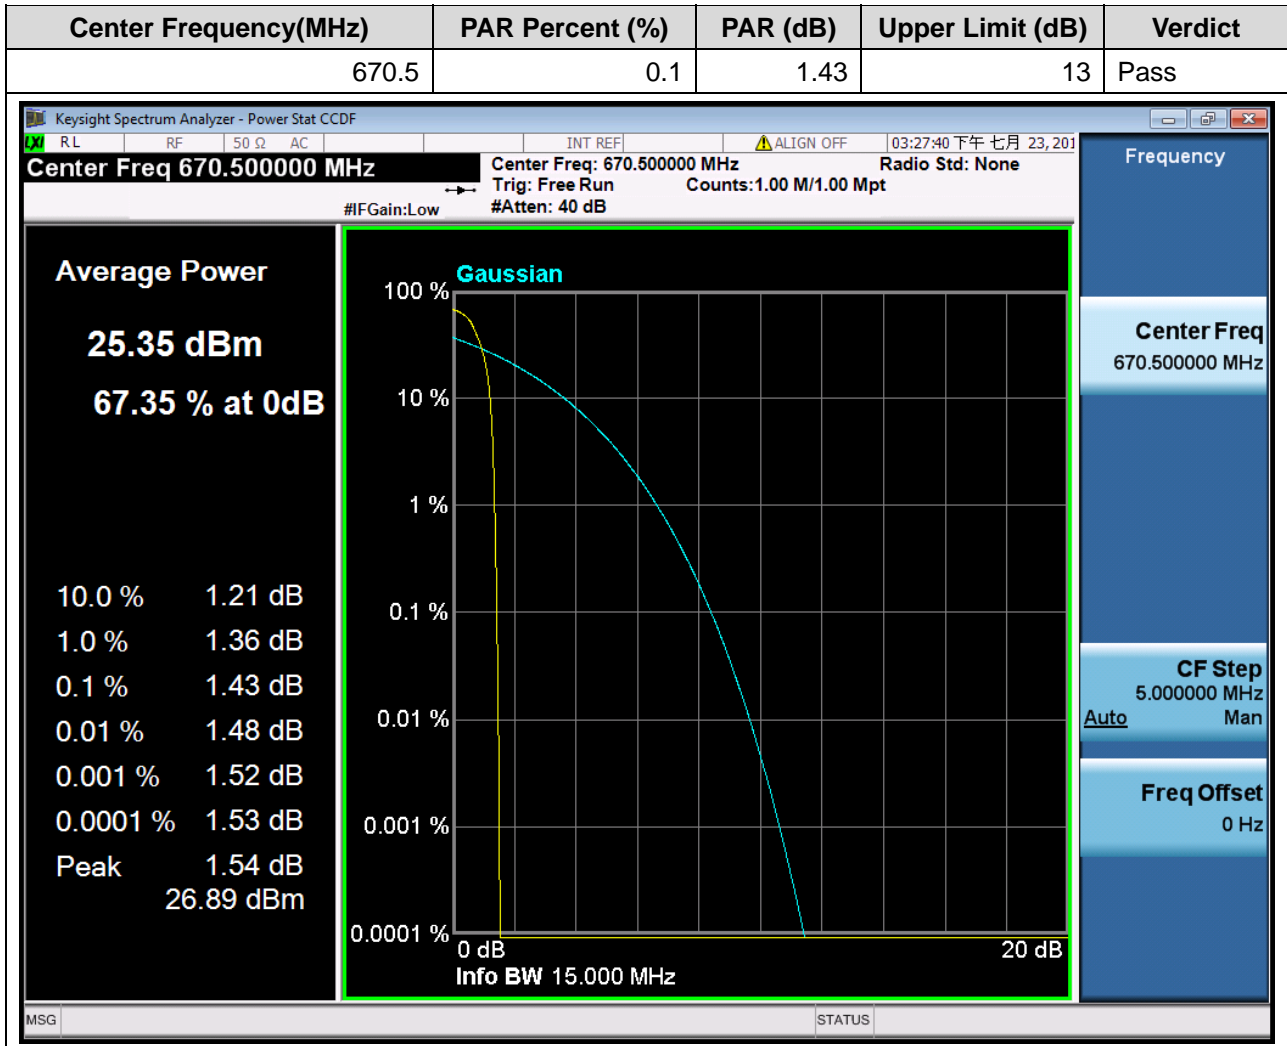 Center Frequency(MHz) PAR Percent (%) PAR (dB) Upper Limit (dB) Verdict
670.5 0.1 1.43 13 Pass
Keysight Spectrum Analyzer - Power Stat CCDF
LXI RL RF 50 Ω AC INT REF ALIGN OFF 03:27:40 下午 七月 23, 201
Center Freq 670.500000 MHz
Center Freq: 670.500000 MHz Radio Std: None
Trig: Free Run Counts:1.00 M/1.00 Mpt
#IFGain:Low #Atten: 40 dB
Average Power
25.35 dBm
67.35 % at 0dB
10.0 % 1.21 dB
1.0 % 1.36 dB
0.1 % 1.43 dB
0.01 % 1.48 dB
0.001 % 1.52 dB
0.0001 % 1.53 dB
Peak 1.54 dB
26.89 dBm
Gaussian
100 %
10 %
1 %
0.1 %
0.01 %
0.001 %
0.0001 %
0 dB 20 dB
Info BW 15.000 MHz
Frequency
Center Freq
670.500000 MHz
CF Step
5.000000 MHz
Auto Man
Freq Offset
0 Hz
MSG STATUS